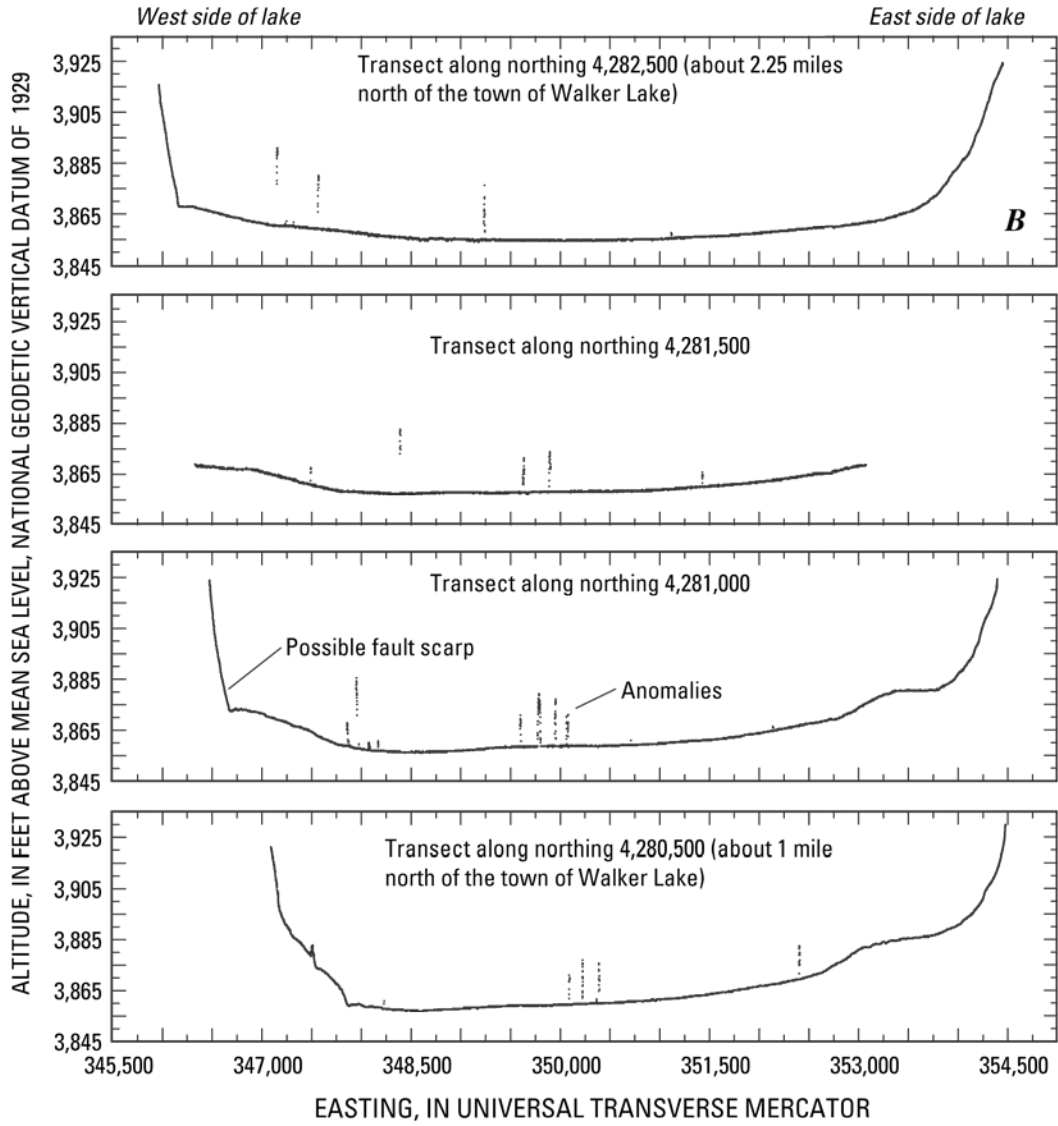 West side of lake
East side of lake
ALTITUDE, IN FEET ABOVE MEAN SEA LEVEL, NATIONAL GEODETIC VERTICAL DATUM OF 1929
Transect along northing 4,282,500 (about 2.25 miles
north of the town of Walker Lake)
3,925
3,905
3,885
3,865
3,845
B
Transect along northing 4,281,500
3,925
3,905
3,885
3,865
3,845
Transect along northing 4,281,000
3,925
3,905
3,885
3,865
3,845
Possible fault scarp
Anomalies
Transect along northing 4,280,500 (about 1 mile
north of the town of Walker Lake)
3,925
3,905
3,885
3,865
3,845
345,500 347,000 348,500 350,000 351,500 353,000 354,500
EASTING, IN UNIVERSAL TRANSVERSE MERCATOR